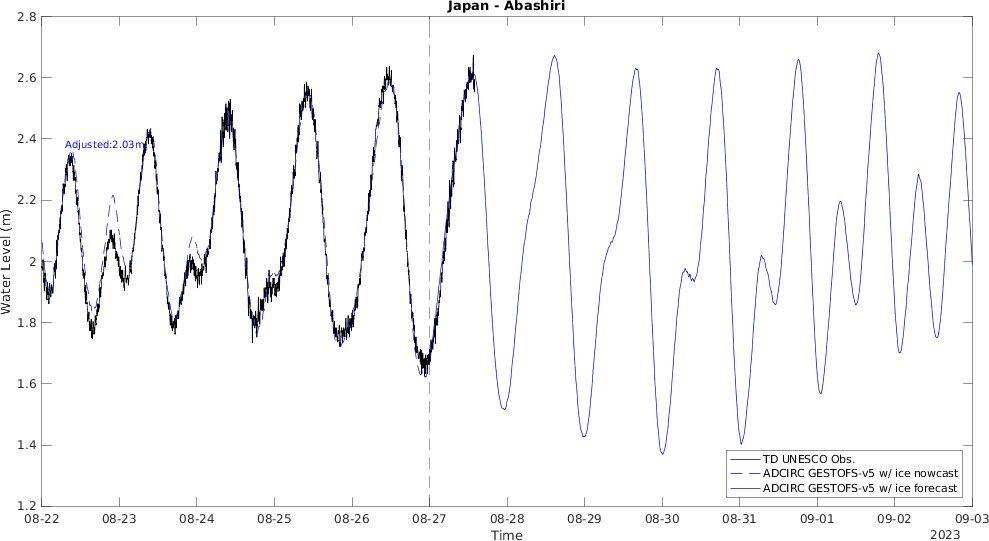 Japan - Abashiri
2.8
2.6
2.4
2.2
2
1.8
1.6
1.4
1.2
Water Level (m)
Adjusted:2.03m
TD UNESCO Obs.
ADCIRC GESTOFS-v5 w/ ice nowcast
ADCIRC GESTOFS-v5 w/ ice forecast
08-22 08-23 08-24 08-25 08-26 08-27 08-28 08-29 08-30 08-31 09-01 09-02 09-03
Time
2023